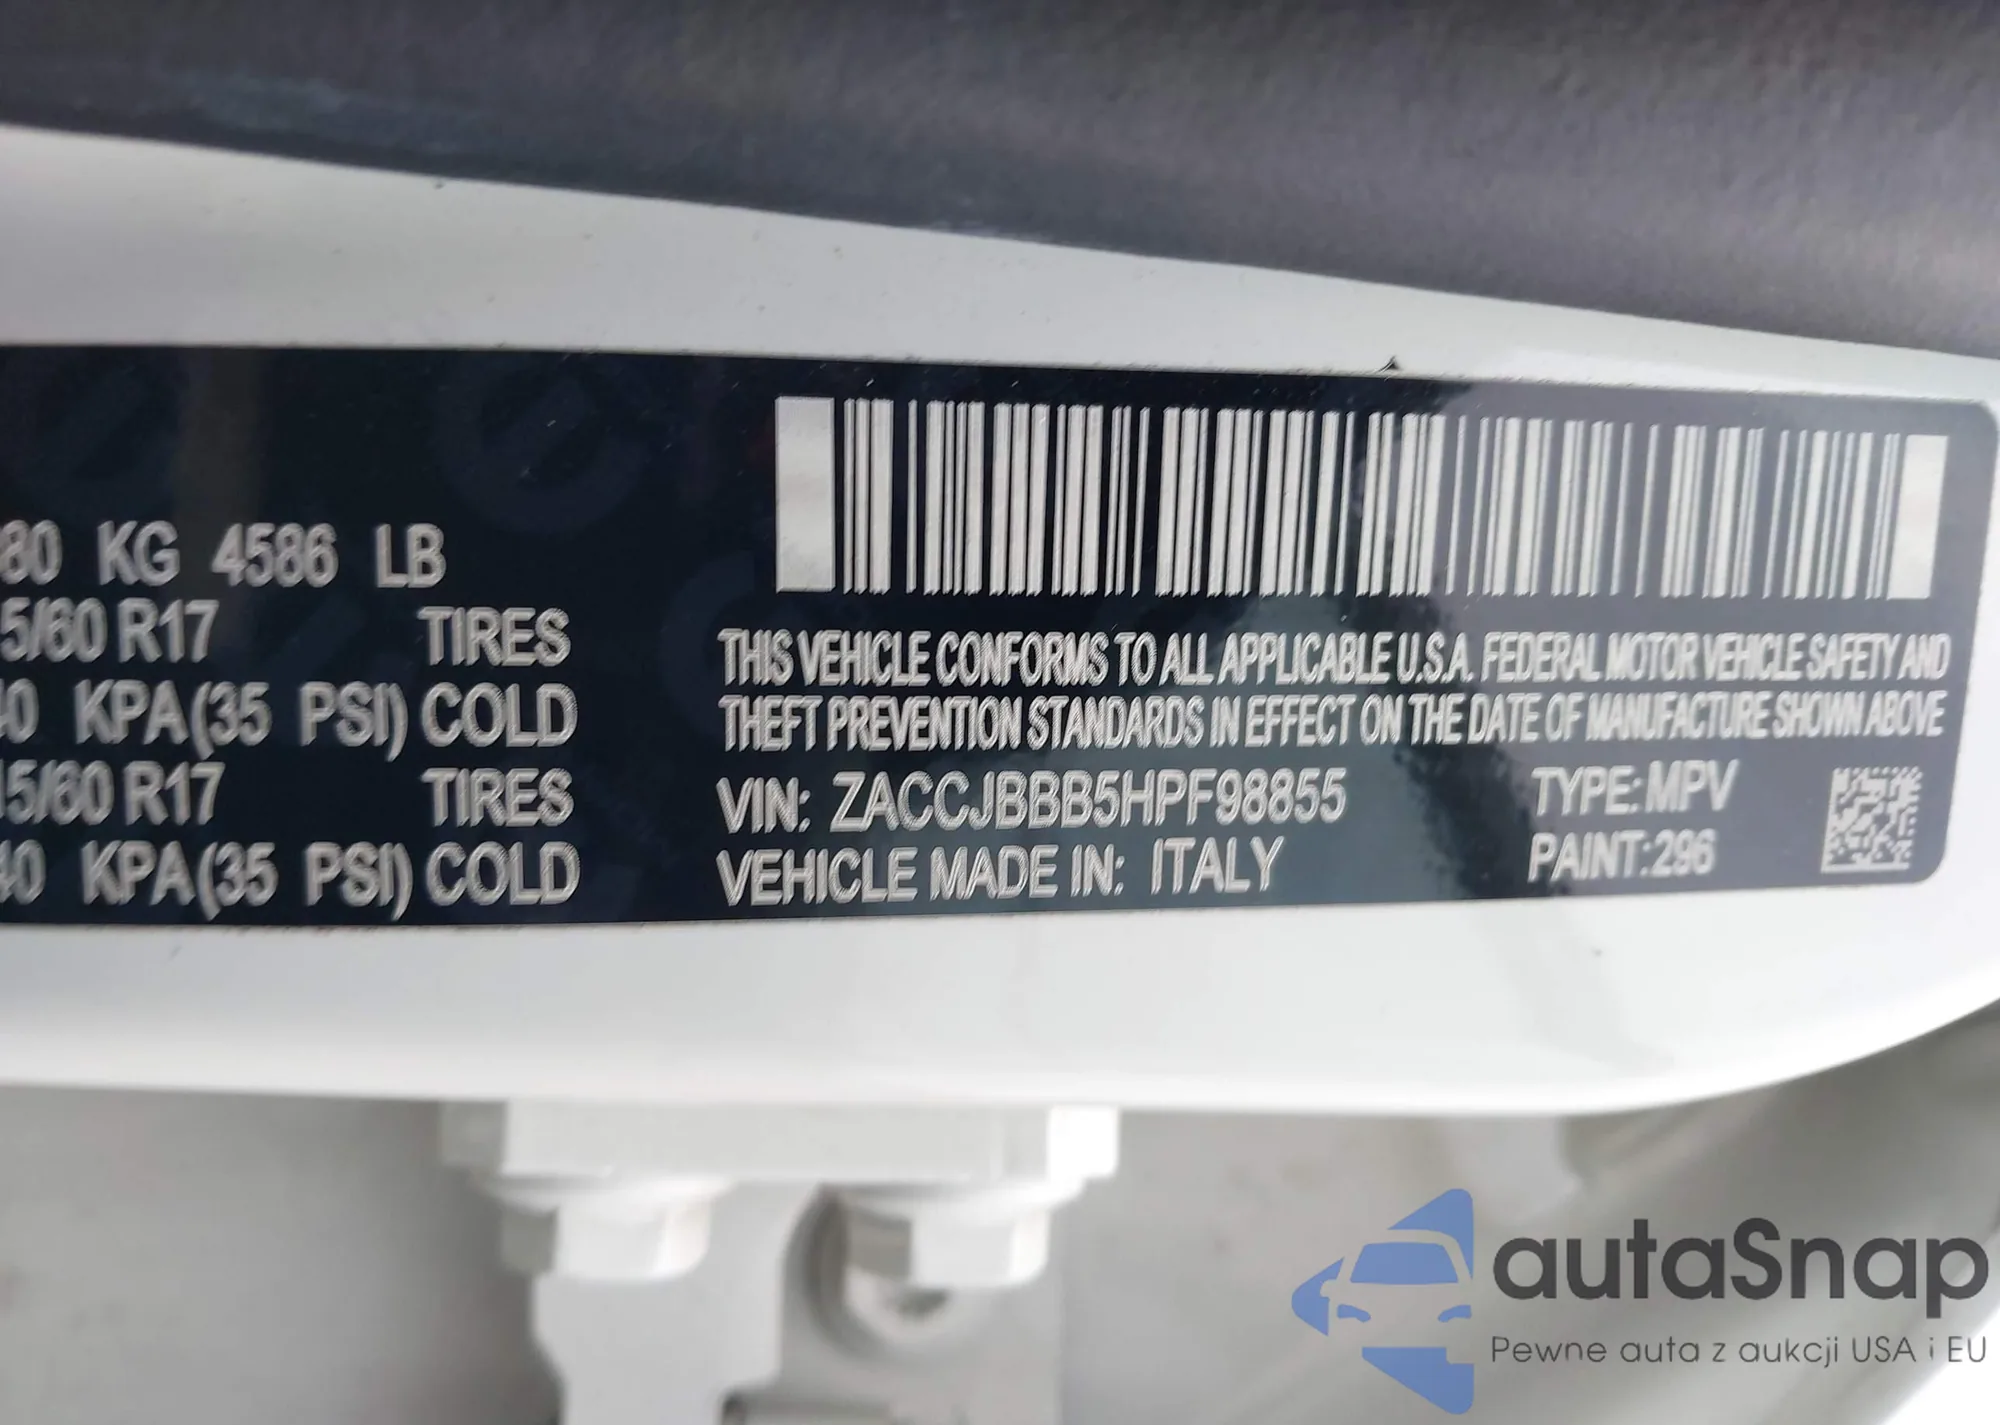 80 KG 4586 LB
5/60 R17 TIRES
40 KPA(35 PSI) COLD
15/60 R17 TIRES
40 KPA(35 PSI) COLD
THIS VEHICLE CONFORMS TO ALL APPLICABLE U.S.A. FEDERAL MOTOR VEHICLE SAFETY AND
THEFT PREVENTION STANDARDS IN EFFECT ON THE DATE OF MANUFACTURE SHOWN ABOVE
VIN: ZACCJBBB5HPF98855 TYPE: MPV
VEHICLE MADE IN: ITALY PAINT:296
autaSnap
Pewne auta z aukcji USA i EU